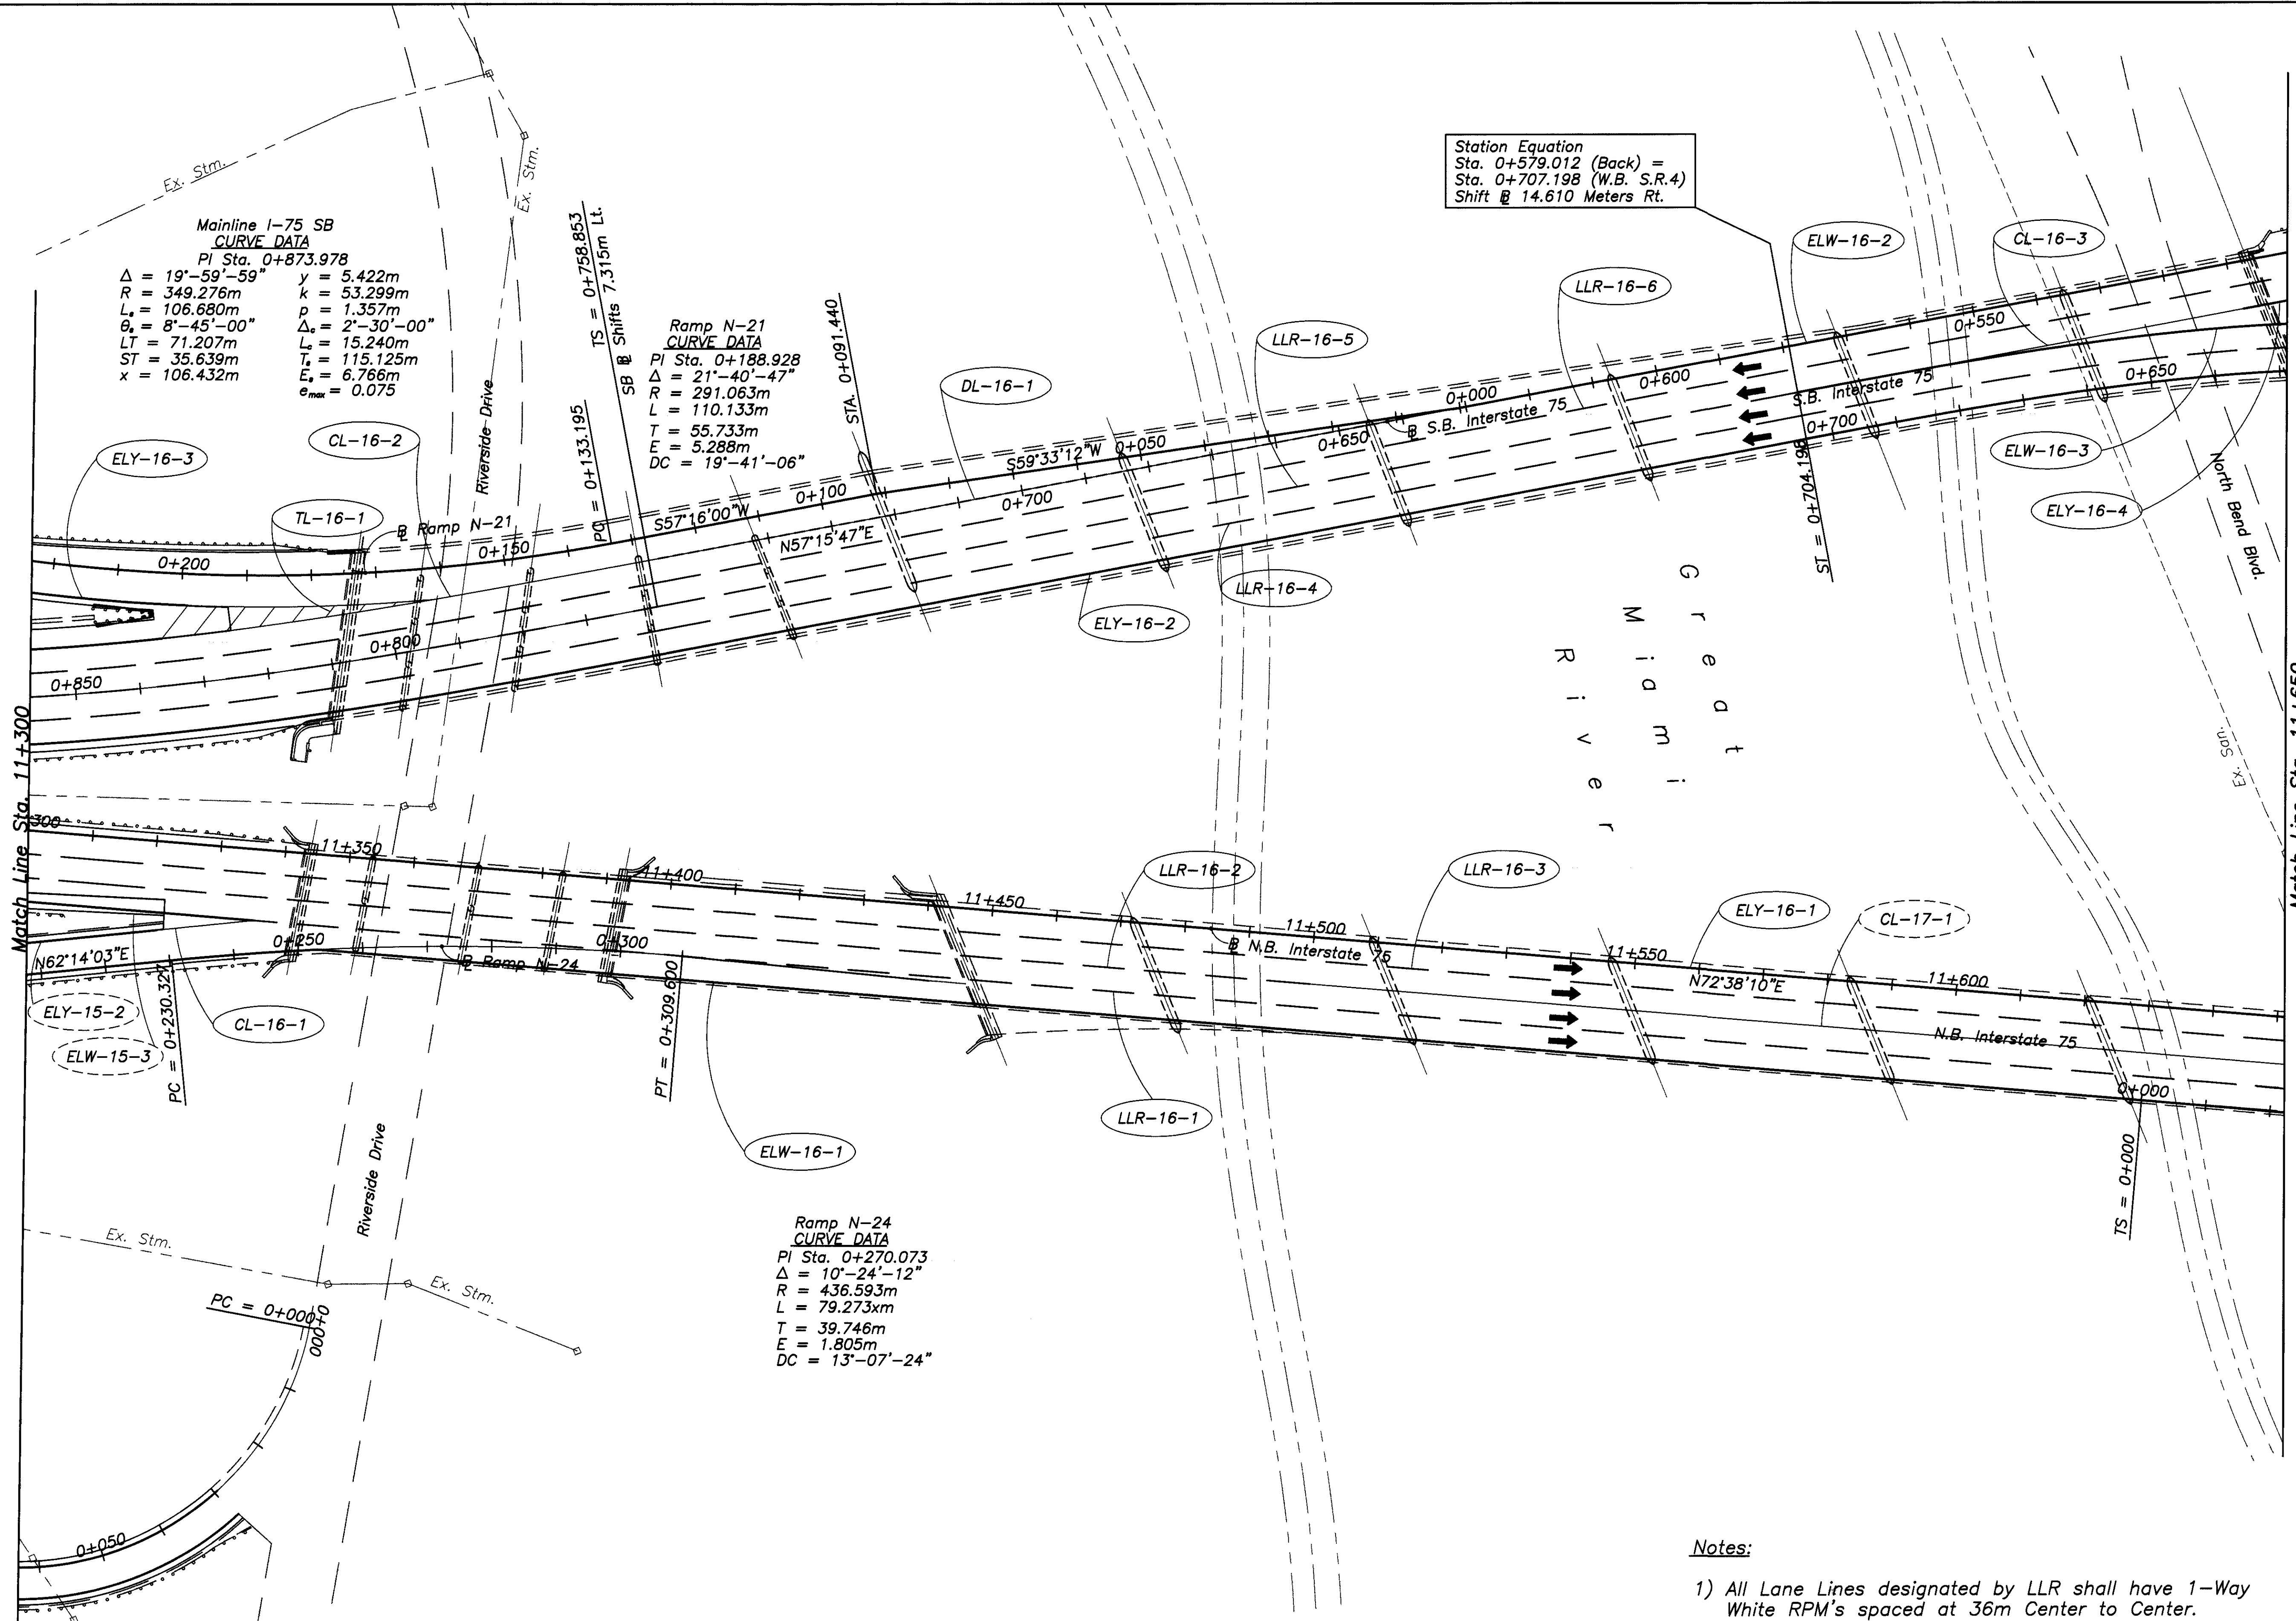 Ex. Stm.
Ex. Stm.
Mainline I-75 SB
CURVE DATA
PI Sta. 0+873.978
Δ = 19°-59'-59" y = 5.422m
R = 349.276m k = 53.299m
Ls = 106.680m p = 1.357m
θs = 8°-45'-00" Δc = 2°-30'-00"
LT = 71.207m Lc = 15.240m
ST = 35.639m Ts = 115.125m
x = 106.432m Es = 6.766m
emax = 0.075
Riverside Drive
TS = 0+758.853
SB ℄ Shifts 7.315m Lt.
PC = 0+133.195
Ramp N-21
CURVE DATA
PI Sta. 0+188.928
Δ = 21°-40'-47"
R = 291.063m
L = 110.133m
T = 55.733m
E = 5.288m
DC = 19°-41'-06"
STA. 0+091.440
Station Equation
Sta. 0+579.012 (Back) =
Sta. 0+707.198 (W.B. S.R.4)
Shift ℄ 14.610 Meters Rt.
ELW-16-2
CL-16-3
LLR-16-6
LLR-16-5
DL-16-1
CL-16-2
ELY-16-3
TL-16-1
℄ Ramp N-21
0+200
0+150
0+100
0+050
0+000
0+600
0+550
S57°16'00"W
S59°33'12"W
N57°15'47"E
0+850
0+800
0+700
0+650
℄ S.B. Interstate 75
S.B. Interstate 75
0+700
0+650
ST = 0+704.198
ELW-16-3
ELY-16-4
North Bend Blvd.
LLR-16-4
ELY-16-2
Great
Miami
River
Ex. San.
Match Line Sta. 11+300
Match Line Sta. 11+650
300
11+350
11+400
11+450
11+500
11+550
11+600
LLR-16-2
LLR-16-3
ELY-16-1
CL-17-1
℄ N.B. Interstate 75
N72°38'10"E
N.B. Interstate 75
N62°14'03"E
0+250
0+300
℄ Ramp N-24
0+000
ELY-15-2
ELW-15-3
CL-16-1
PC = 0+230.327
PT = 0+309.600
ELW-16-1
LLR-16-1
TS = 0+000
Riverside Drive
Ex. Stm.
Ex. Stm.
PC = 0+000
0+000
0+050
Ramp N-24
CURVE DATA
PI Sta. 0+270.073
Δ = 10°-24'-12"
R = 436.593m
L = 79.273xm
T = 39.746m
E = 1.805m
DC = 13°-07'-24"
Notes:
1) All Lane Lines designated by LLR shall have 1-Way
White RPM's spaced at 36m Center to Center.